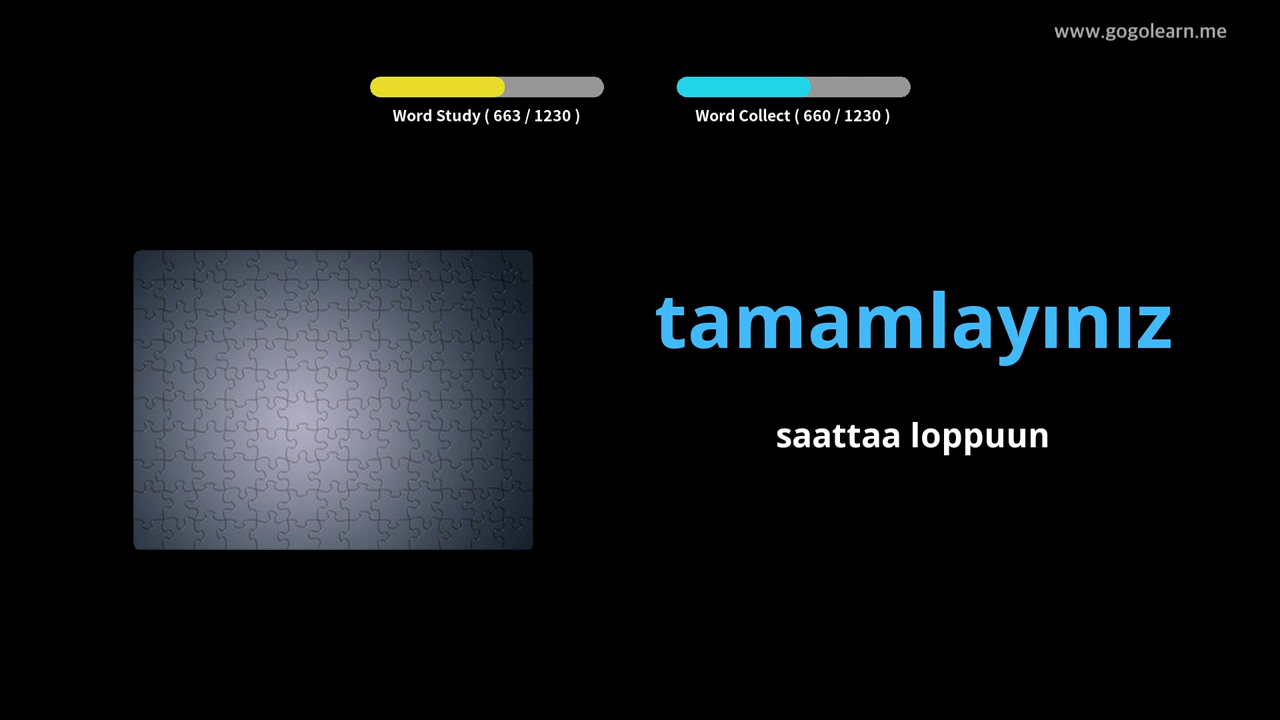 www.gogolearn.me
Word Study ( 663 / 1230 )
Word Collect ( 660 / 1230 )
tamamlayınız
saattaa loppuun